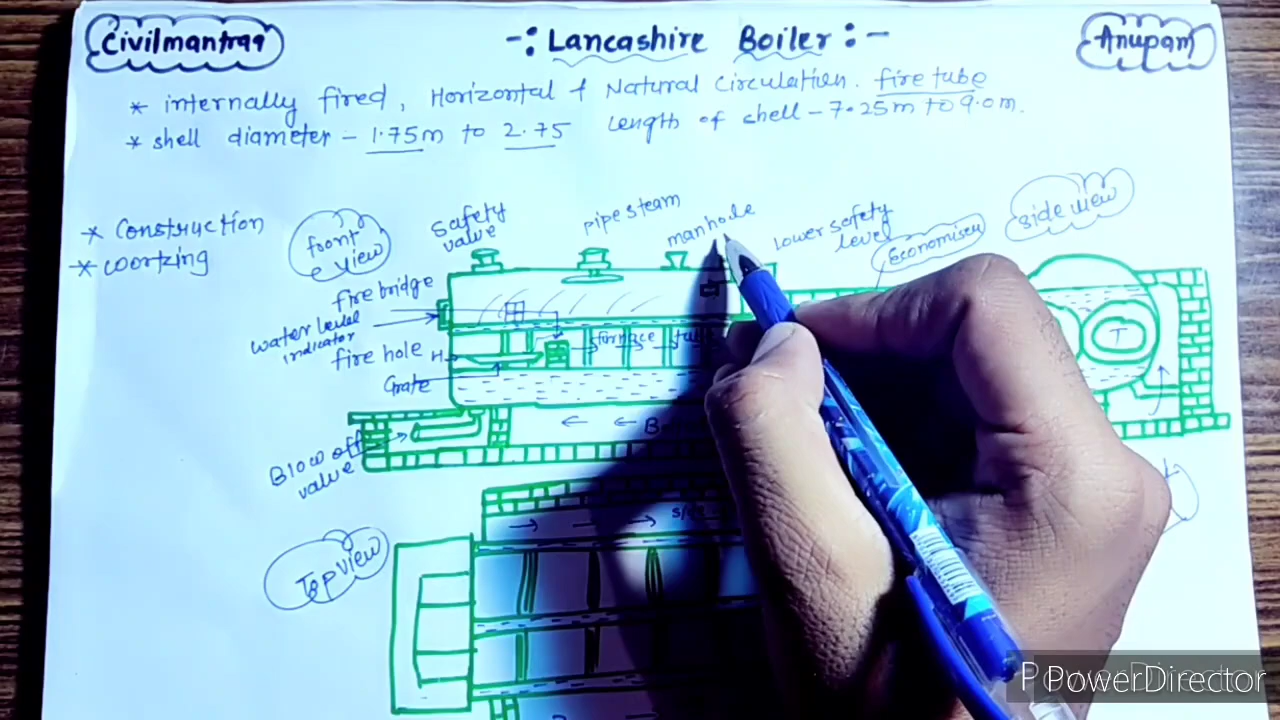 Civilmantraa
-: Lancashire Boiler :-
Anupam
* internally fired, Horizontal & Natural Circulation. fire tube
* shell diameter - 1.75m to 2.75 Length of shell - 7.25m to 9.0m.
* Construction
* working
front view
Safety valve
pipe steam
manhole
Lower safety level
Economiser
Side view
fire bridge
water level indicator
fire hole
H
Grate
furnace
T
Blow off valve
B
Top view
PowerDirector